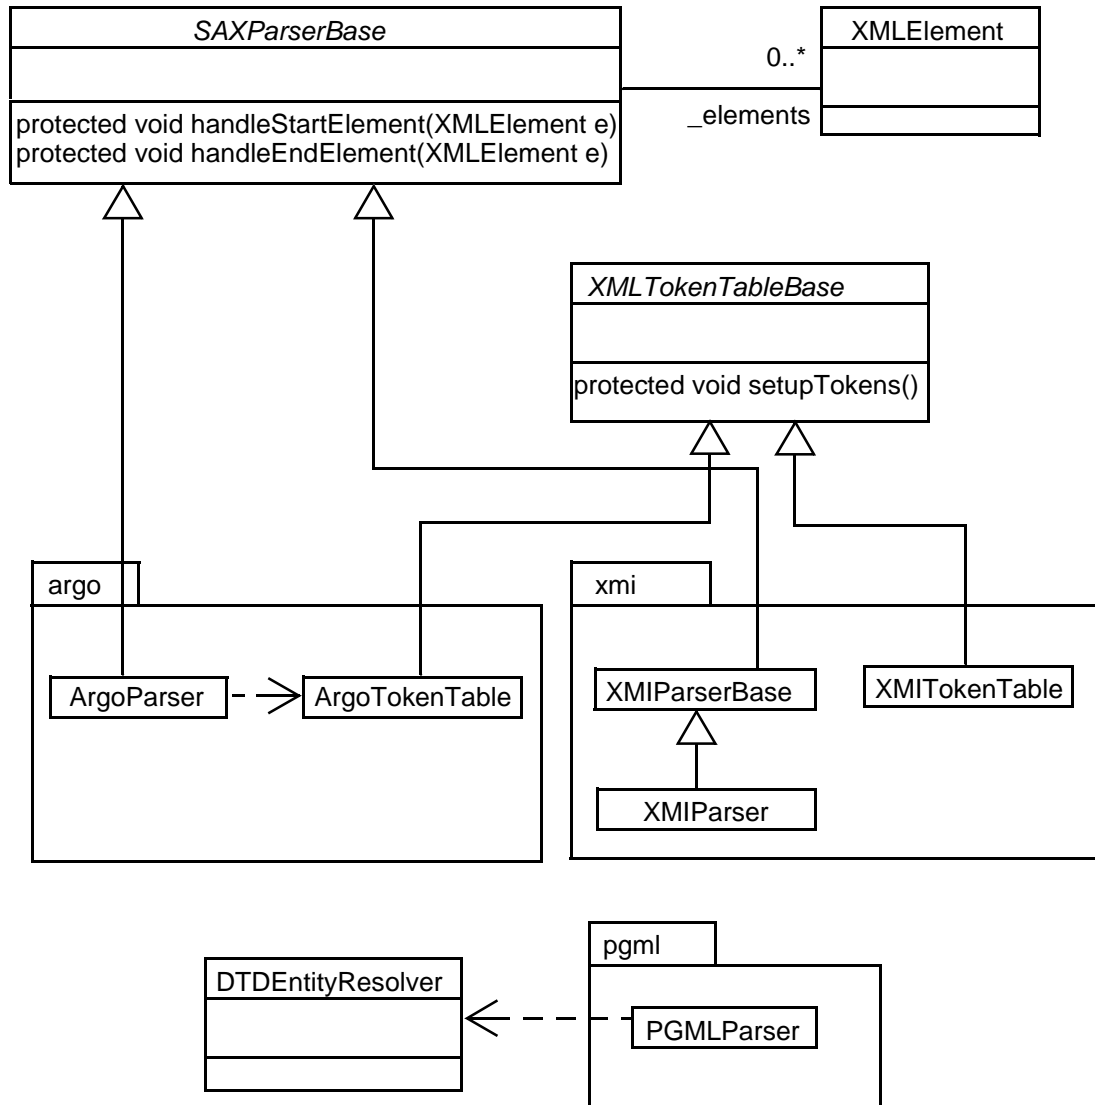 SAXParserBase
protected void handleStartElement(XMLElement e)
protected void handleEndElement(XMLElement e)
0..*
_elements
XMLElement
XMLTokenTableBase
protected void setupTokens()
argo
ArgoParser
ArgoTokenTable
xmi
XMIParserBase
XMITokenTable
XMIParser
DTDEntityResolver
pgml
PGMLParser